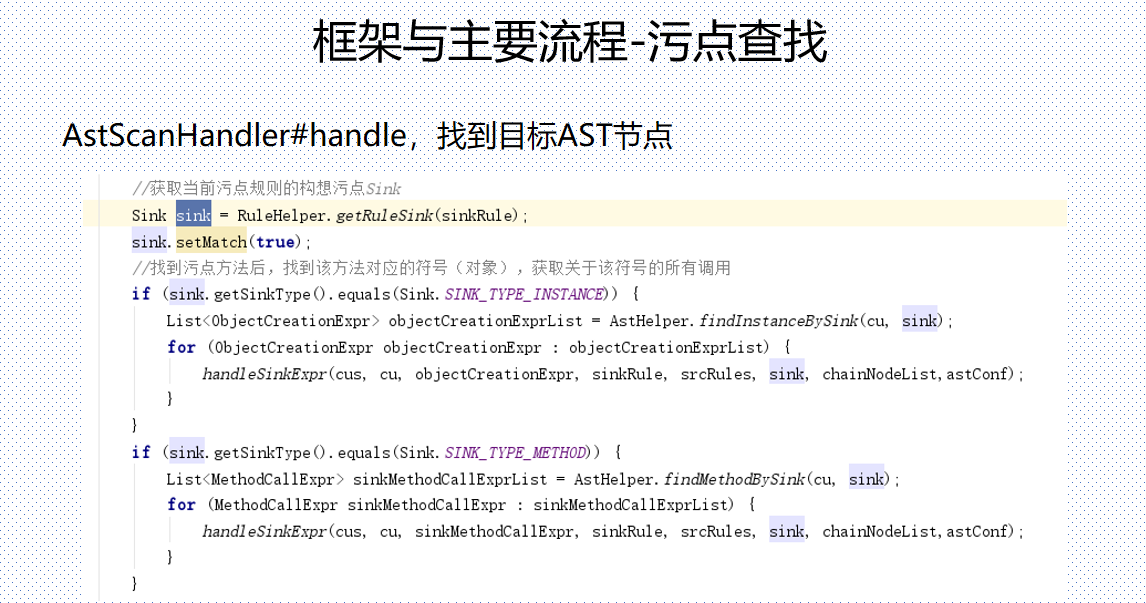 框架与主要流程-污点查找
AstScanHandler#handle，找到目标AST节点
//获取当前污点规则的构想污点Sink
Sink sink = RuleHelper.getRuleSink(sinkRule);
sink.setMatch(true);
//找到污点方法后，找到该方法对应的符号（对象），获取关于该符号的所有调用
if (sink.getSinkType().equals(Sink.SINK_TYPE_INSTANCE)) {
List<ObjectCreationExpr> objectCreationExprList = AstHelper.findInstanceBySink(cu, sink);
for (ObjectCreationExpr objectCreationExpr : objectCreationExprList) {
handleSinkExpr(cus, cu, objectCreationExpr, sinkRule, srcRules, sink, chainNodeList,astConf);
}
}
if (sink.getSinkType().equals(Sink.SINK_TYPE_METHOD)) {
List<MethodCallExpr> sinkMethodCallExprList = AstHelper.findMethodBySink(cu, sink);
for (MethodCallExpr sinkMethodCallExpr : sinkMethodCallExprList) {
handleSinkExpr(cus, cu, sinkMethodCallExpr, sinkRule, srcRules, sink, chainNodeList,astConf);
}
}